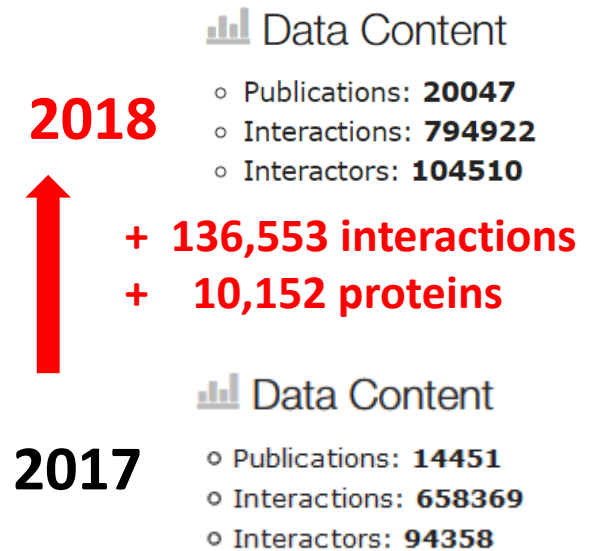 Data Content
2018
Publications: 20047
Interactions: 794922
Interactors: 104510
+ 136,553 interactions
+ 10,152 proteins
Data Content
2017
Publications: 14451
Interactions: 658369
Interactors: 94358